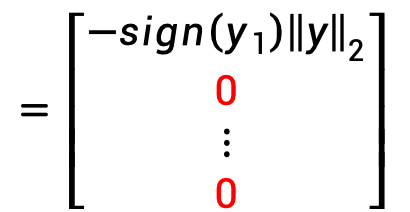 −sign(y₁)‖y‖₂
0
=
⋮
0